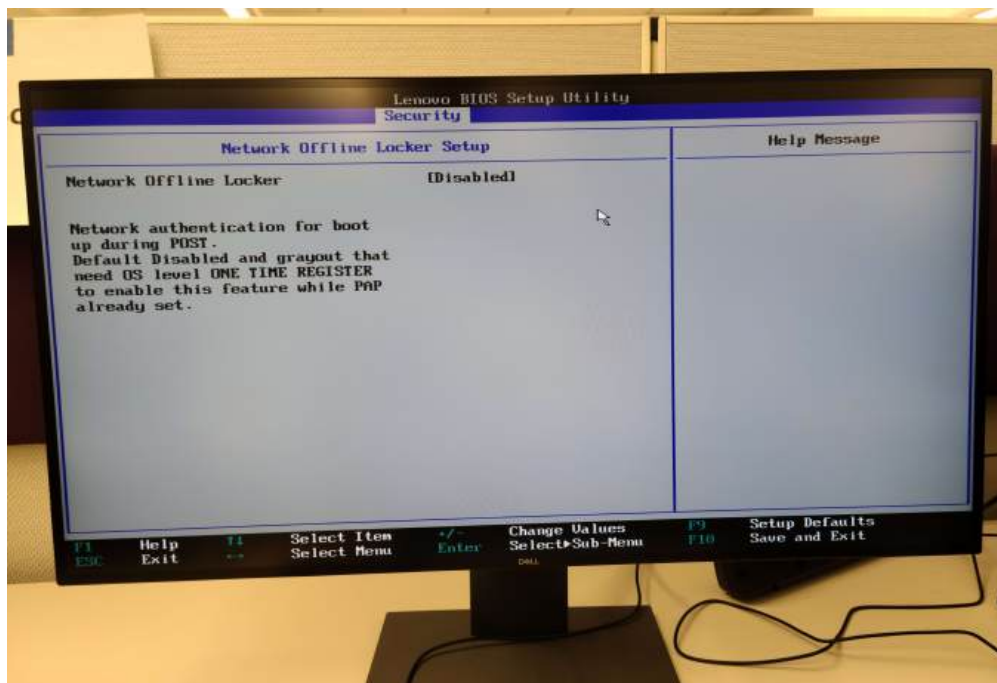 Lenovo BIOS Setup Utility
Security
Network Offline Locker Setup
Help Message
Network Offline Locker [Disabled]
Network authentication for boot
up during POST.
Default Disabled and grayout that
need OS level ONE TIME REGISTER
to enable this feature while PAP
already set.
F1 Help ↑↓ Select Item +/- Change Values F9 Setup Defaults
ESC Exit ←→ Select Menu Enter Select▶Sub-Menu F10 Save and Exit
DELL